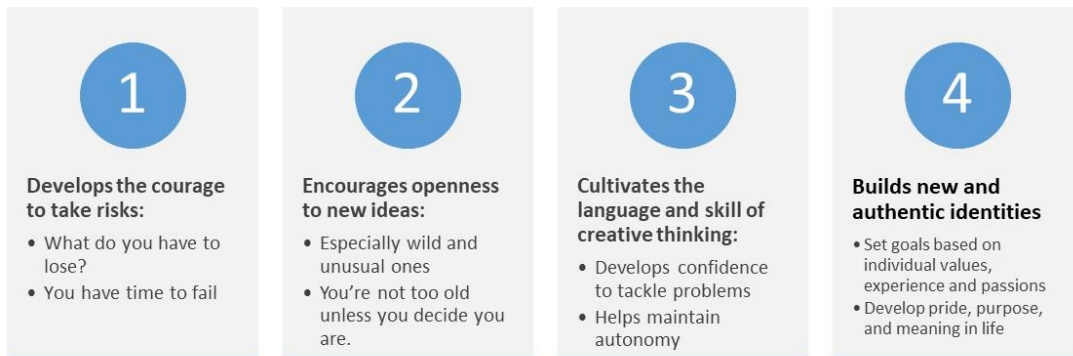 1
Develops the courage
to take risks:
• What do you have to
lose?
• You have time to fail
2
Encourages openness
to new ideas:
• Especially wild and
unusual ones
• You’re not too old
unless you decide you
are.
3
Cultivates the
language and skill of
creative thinking:
• Develops confidence
to tackle problems
• Helps maintain
autonomy
4
Builds new and
authentic identities
• Set goals based on
individual values,
experience and passions
• Develop pride, purpose,
and meaning in life